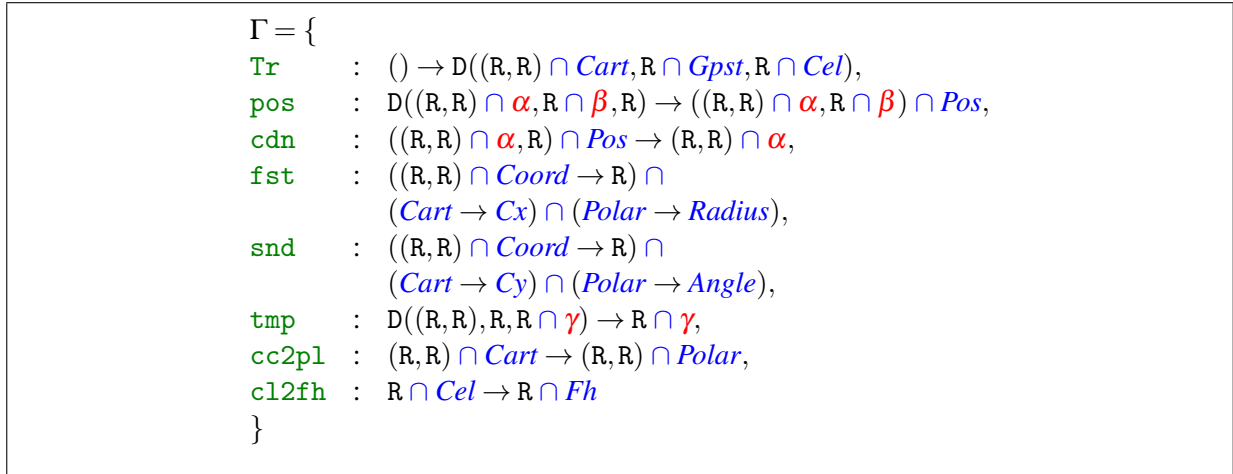 Γ = {
Tr : () → D((R,R) ∩ Cart,R ∩ Gpst,R ∩ Cel),
pos : D((R,R) ∩ α,R ∩ β,R) → ((R,R) ∩ α,R ∩ β) ∩ Pos,
cdn : ((R,R) ∩ α,R) ∩ Pos → (R,R) ∩ α,
fst : ((R,R) ∩ Coord → R) ∩
(Cart → Cx) ∩ (Polar → Radius),
snd : ((R,R) ∩ Coord → R) ∩
(Cart → Cy) ∩ (Polar → Angle),
tmp : D((R,R),R,R ∩ γ) → R ∩ γ,
cc2pl : (R,R) ∩ Cart → (R,R) ∩ Polar,
cl2fh : R ∩ Cel → R ∩ Fh
}